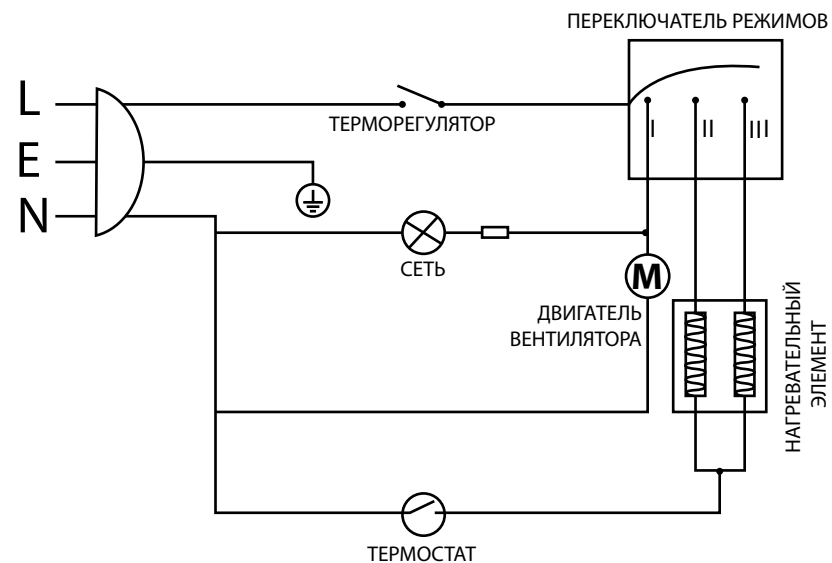 ПЕРЕКЛЮЧАТЕЛЬ РЕЖИМОВ
L
ТЕРМОРЕГУЛЯТОР
I
II
III
E
N
СЕТЬ
M
ДВИГАТЕЛЬ
ВЕНТИЛЯТОРА
НАГРЕВАТЕЛЬНЫЙ
ЭЛЕМЕНТ
ТЕРМОСТАТ